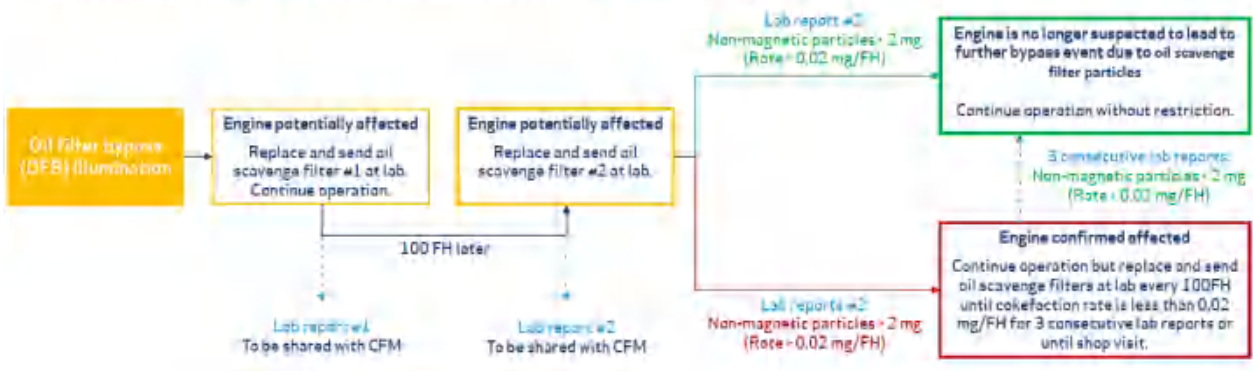 Oil filter bypass
(OFB) illumination
Engine potentially affected
Replace and send oil
scavenge filter #1 at lab.
Continue operation.
Engine potentially affected
Replace and send oil
scavenge filter #2 at lab.
100 FH later
Lab report #1
To be shared with CFM
Lab report #2
To be shared with CFM
Lab report #2:
Non-magnetic particles 2 mg
(Rate 0,02 mg/FH)
Engine is no longer suspected to lead to
further bypass event due to oil scavenge
filter particles
Continue operation without restriction.
3 consecutive lab reports:
Non-magnetic particles 2 mg
(Rate 0,02 mg/FH)
Lab reports #2:
Non-magnetic particles 2 mg
(Rate 0,02 mg/FH)
Engine confirmed affected
Continue operation but replace and send
oil scavenge filters at lab every 100FH
until cokefaction rate is less than 0,02
mg/FH for 3 consecutive lab reports or
until shop visit.